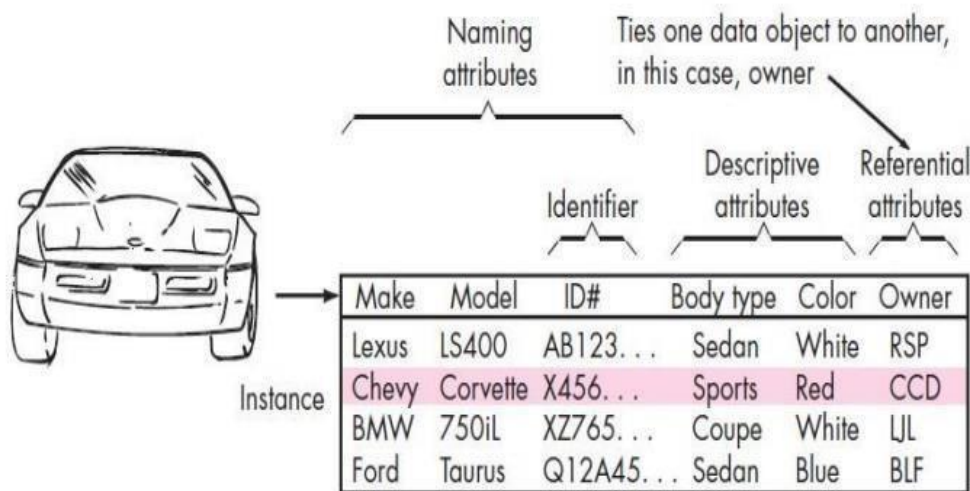 Naming
attributes
Ties one data object to another,
in this case, owner
Identifier
Descriptive
attributes
Referential
attributes
Make Model ID# Body type Color Owner
Lexus LS400 AB123... Sedan White RSP
Instance
Chevy Corvette X456... Sports Red CCD
BMW 750iL XZ765... Coupe White LJL
Ford Taurus Q12A45... Sedan Blue BLF